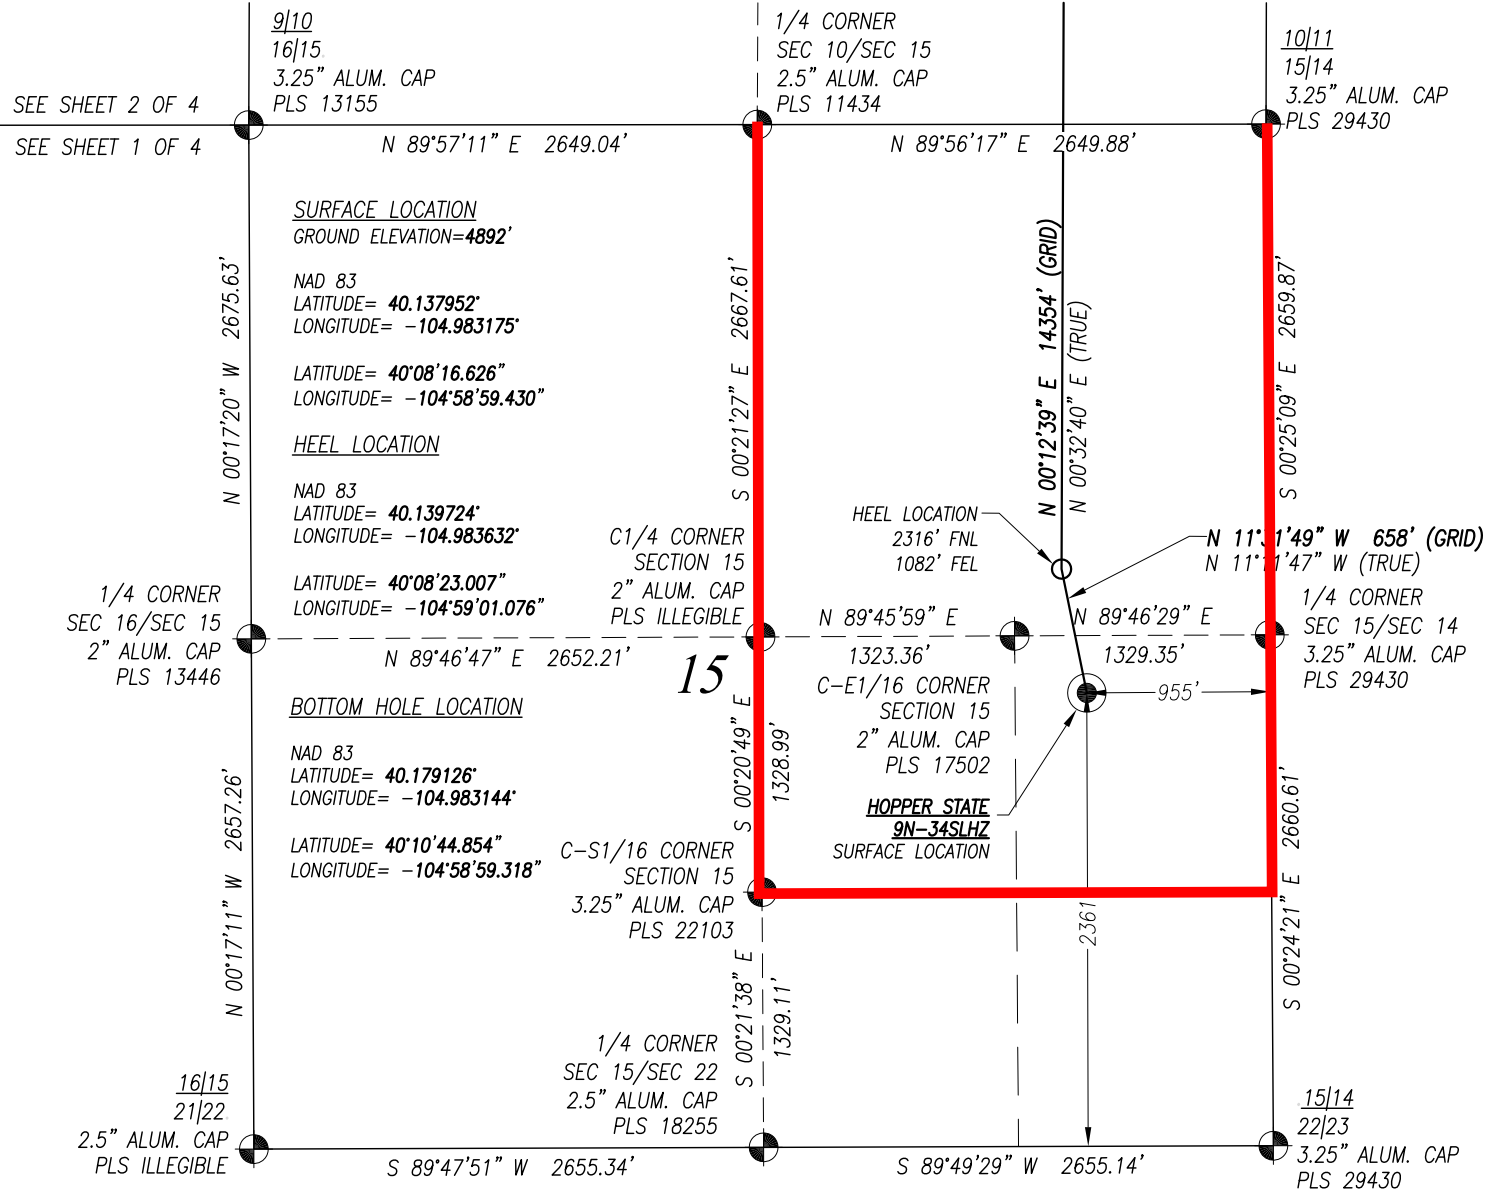 9|10
16|15
3.25" ALUM. CAP
PLS 13155
1/4 CORNER
SEC 10/SEC 15
2.5" ALUM. CAP
PLS 11434
10|11
15|14
3.25" ALUM. CAP
PLS 29430
SEE SHEET 2 OF 4
SEE SHEET 1 OF 4
N 89°57'11" E 2649.04'
N 89°56'17" E 2649.88'
SURFACE LOCATION
GROUND ELEVATION=4892'
NAD 83
LATITUDE= 40.137952°
LONGITUDE= -104.983175°
LATITUDE= 40°08'16.626"
LONGITUDE= -104°58'59.430"
HEEL LOCATION
NAD 83
LATITUDE= 40.139724°
LONGITUDE= -104.983632°
LATITUDE= 40°08'23.007"
LONGITUDE= -104°59'01.076"
BOTTOM HOLE LOCATION
NAD 83
LATITUDE= 40.179126°
LONGITUDE= -104.983144°
LATITUDE= 40°10'44.854"
LONGITUDE= -104°58'59.318"
N 00°17'20" W 2675.63'
S 00°21'27" E 2667.61'
N 00°12'39" E 14354' (GRID)
N 00°32'40" E (TRUE)
S 00°25'09" E 2659.87'
HEEL LOCATION
2316' FNL
1082' FEL
N 11°31'49" W 658' (GRID)
N 11°11'47" W (TRUE)
C1/4 CORNER
SECTION 15
2" ALUM. CAP
PLS ILLEGIBLE
1/4 CORNER
SEC 16/SEC 15
2" ALUM. CAP
PLS 13446
1/4 CORNER
SEC 15/SEC 14
3.25" ALUM. CAP
PLS 29430
N 89°46'47" E 2652.21'
N 89°45'59" E
1323.36'
N 89°46'29" E
1329.35'
15
C-E1/16 CORNER
SECTION 15
2" ALUM. CAP
PLS 17502
955'
HOPPER STATE
9N-34SLHZ
SURFACE LOCATION
S 00°20'49" E
1328.99'
N 00°17'11" W 2657.26'
S 00°24'21" E 2660.61'
C-S1/16 CORNER
SECTION 15
3.25" ALUM. CAP
PLS 22103
2361
S 00°21'38" E
1329.11'
1/4 CORNER
SEC 15/SEC 22
2.5" ALUM. CAP
PLS 18255
16|15
21|22
2.5" ALUM. CAP
PLS ILLEGIBLE
15|14
22|23
3.25" ALUM. CAP
PLS 29430
S 89°47'51" W 2655.34'
S 89°49'29" W 2655.14'